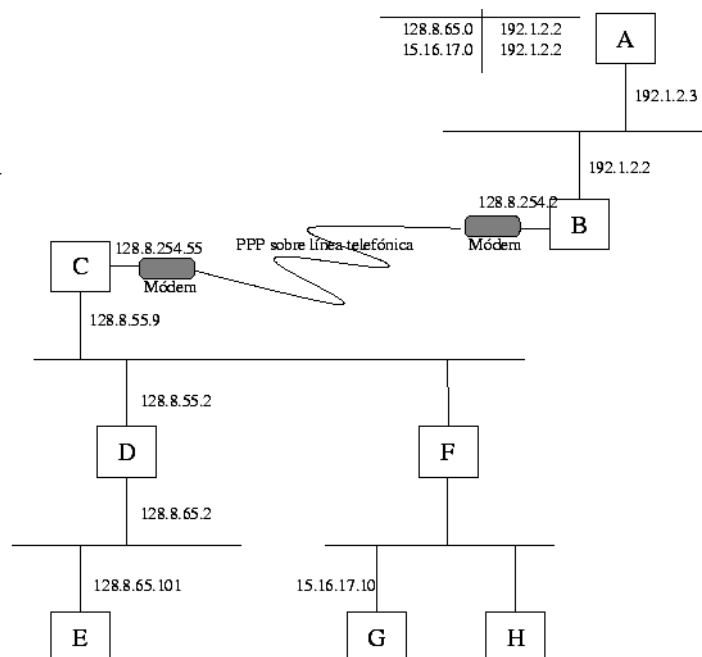 128.8.65.0 192.1.2.2
15.16.17.0 192.1.2.2
A
192.1.2.3
192.1.2.2
128.8.254.2
B
Módem
PPP sobre línea telefónica
128.8.254.55
C
Módem
128.8.55.9
128.8.55.2
D
F
128.8.65.2
128.8.65.101
15.16.17.10
E
G
H